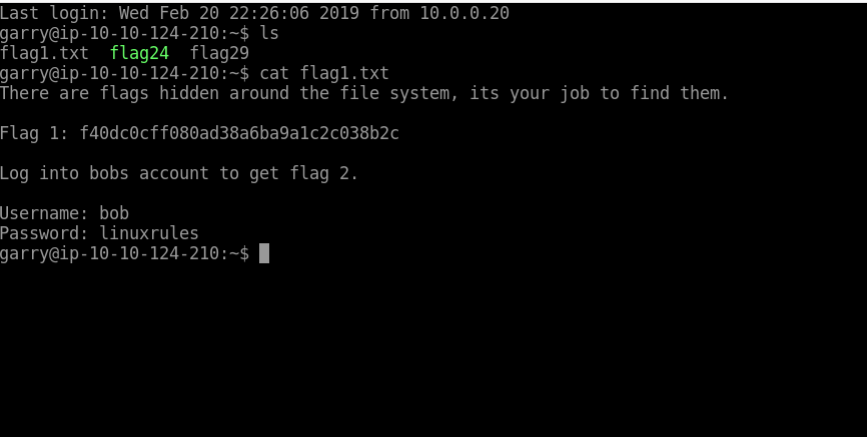 Last login: Wed Feb 20 22:26:06 2019 from 10.0.0.20
garry@ip-10-10-124-210:~$ ls
flag1.txt  flag24  flag29
garry@ip-10-10-124-210:~$ cat flag1.txt
There are flags hidden around the file system, its your job to find them.
Flag 1: f40dc0cff080ad38a6ba9a1c2c038b2c
Log into bobs account to get flag 2.
Username: bob
Password: linuxrules
garry@ip-10-10-124-210:~$